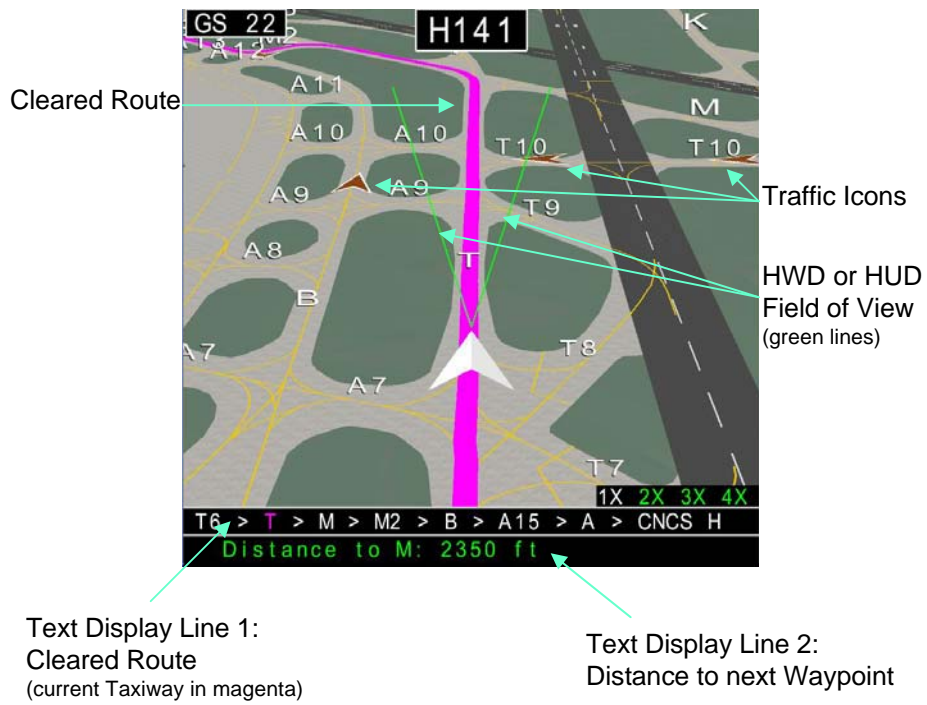 GS 22
H141
K
A13
A12
M2
Cleared Route
A11
M
A10
A10
T10
T10
A9
A9
Traffic Icons
T9
A8
T
HWD or HUD
Field of View
(green lines)
B
A7
T8
A7
T7
1X 2X 3X 4X
T6 > T > M > M2 > B > A15 > A > CNCS H
Distance to M: 2350 ft
Text Display Line 1:
Cleared Route
(current Taxiway in magenta)
Text Display Line 2:
Distance to next Waypoint